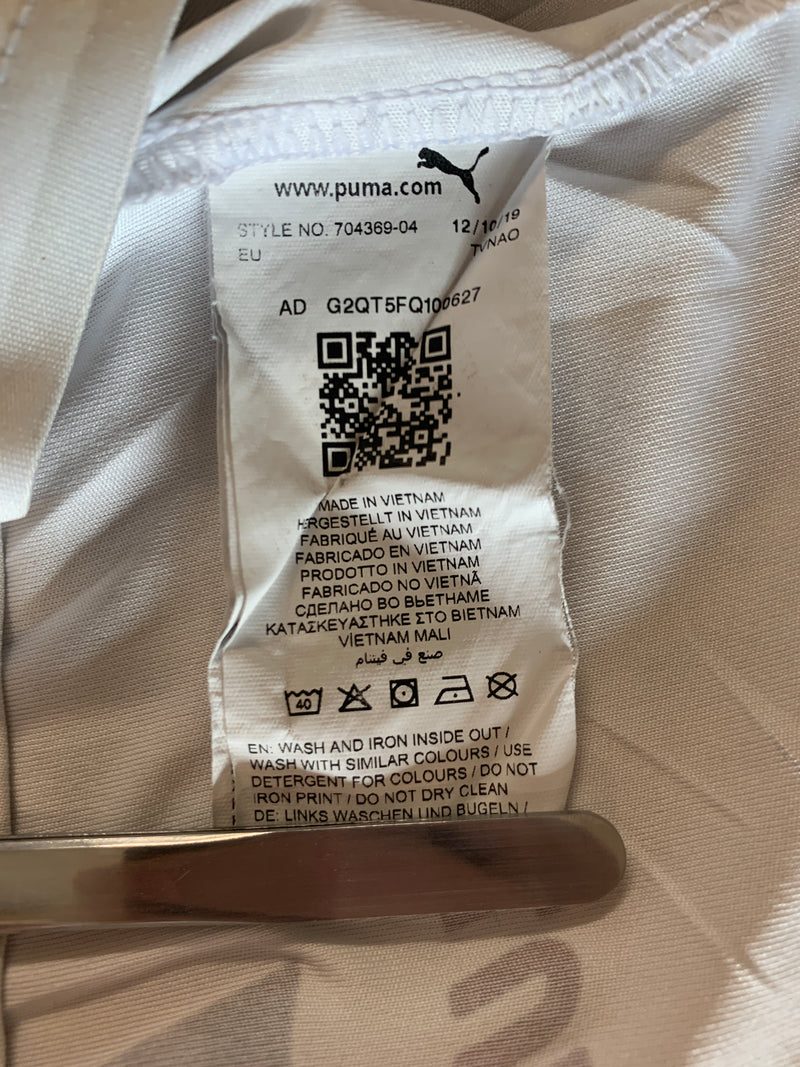 www.puma.com
STYLE NO. 704369-04 12/10/19
EU TVNAO
AD G2QT5FQ100627
MADE IN VIETNAM
HERGESTELLT IN VIETNAM
FABRIQUÉ AU VIETNAM
FABRICADO EN VIETNAM
PRODOTTO IN VIETNAM
FABRICADO NO VIETNÃ
СДЕЛАНО ВО ВЬЕТНАМЕ
ΚΑΤΑΣΚΕΥΑΣΤΗΚΕ ΣΤΟ ΒΙΕΤΝΑΜ
VİETNAM MALI
صنع في فيتنام
40
EN: WASH AND IRON INSIDE OUT /
WASH WITH SIMILAR COLOURS / USE
DETERGENT FOR COLOURS / DO NOT
IRON PRINT / DO NOT DRY CLEAN
DE: LINKS WASCHEN UND BUGELN /